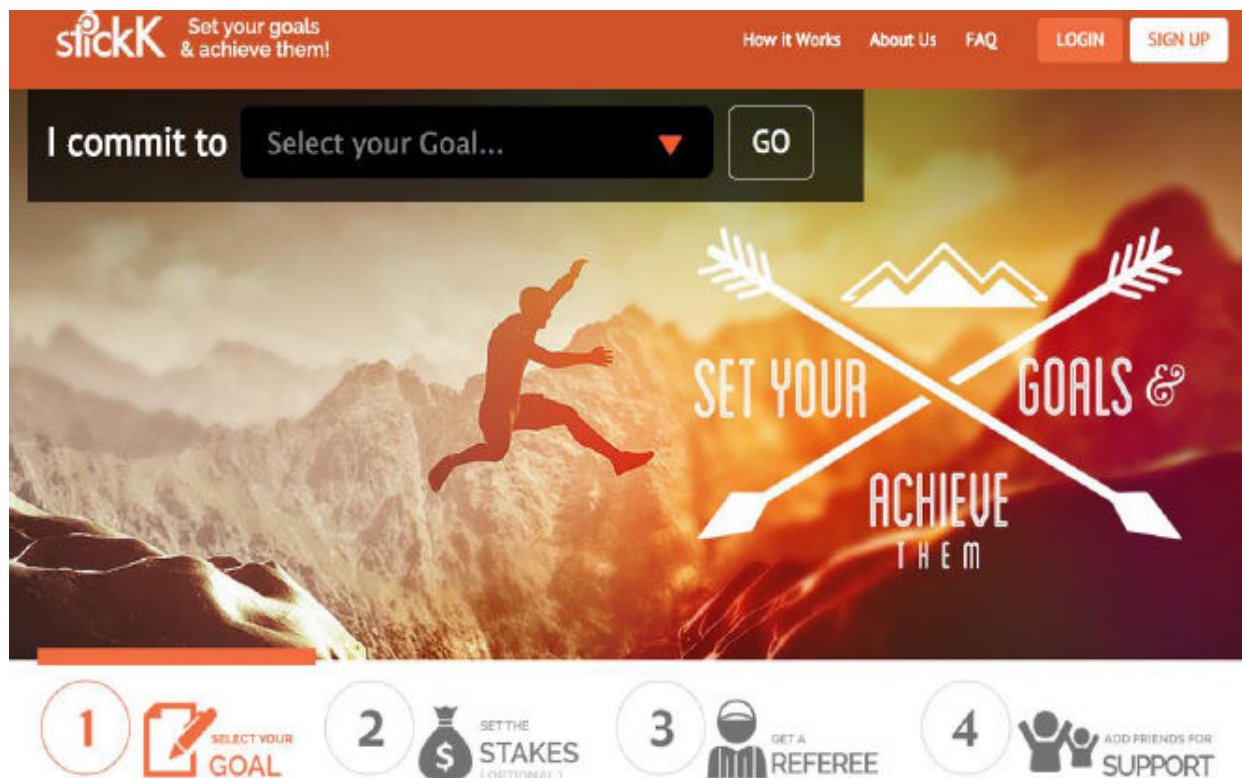 stickK
Set your goals
& achieve them!
How it Works
About Us
FAQ
LOGIN
SIGN UP
I commit to
Select your Goal...
GO
SET YOUR
GOALS &
ACHIEVE
THEM
1
SELECT YOUR
GOAL
2
SET THE
STAKES
(OPTIONAL)
3
GET A
REFEREE
4
ADD FRIENDS FOR
SUPPORT